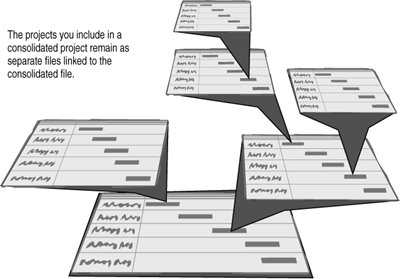 The projects you include in a
consolidated project remain as
separate files linked to the
consolidated file.